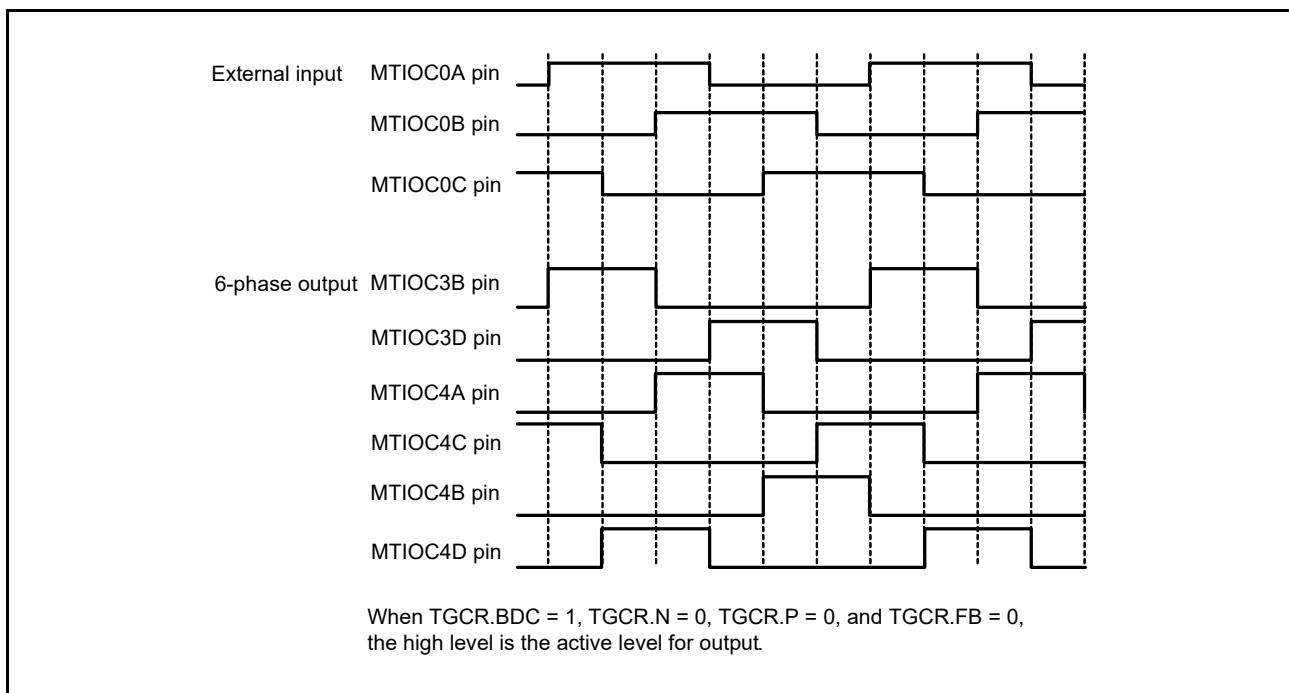 External input MTIOC0A pin
MTIOC0B pin
MTIOC0C pin
6-phase output MTIOC3B pin
MTIOC3D pin
MTIOC4A pin
MTIOC4C pin
MTIOC4B pin
MTIOC4D pin
When TGCR.BDC = 1, TGCR.N = 0, TGCR.P = 0, and TGCR.FB = 0,
the high level is the active level for output.